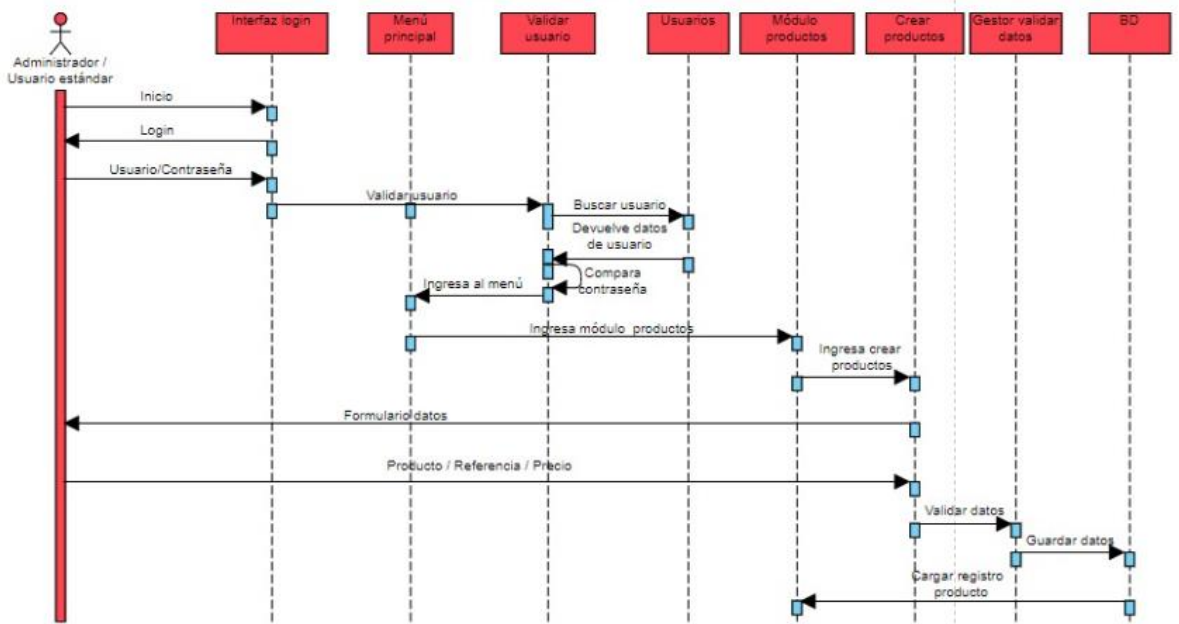 Interfaz login
Menú
principal
Validar
usuario
Usuarios
Módulo
productos
Crear
productos
Gestor validar
datos
BD
Administrador /
Usuario estándar
Inicio
Login
Usuario/Contraseña
Validar usuario
Buscar usuario
Devuelve datos
de usuario
Compara
contraseña
Ingresa al menú
Ingresa módulo productos
Ingresa crear
productos
Formulario datos
Producto / Referencia / Precio
Validar datos
Guardar datos
Cargar registro
producto